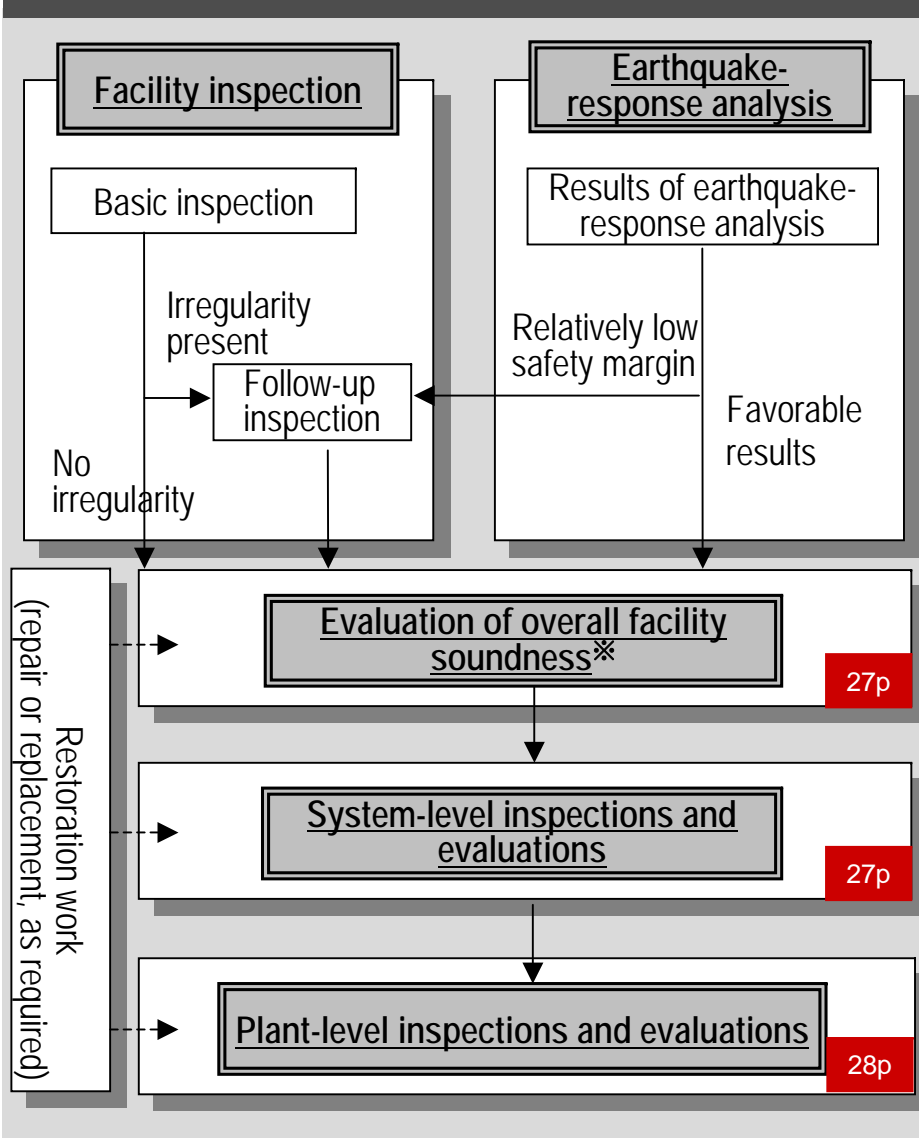 Facility inspection
Basic inspection
Irregularity
present
Follow-up
inspection
No
irregularity
Earthquake-
response analysis
Results of earthquake-
response analysis
Relatively low
safety margin
Favorable
results
Restoration work
(repair or replacement, as required)
Evaluation of overall facility
soundness※
27p
System-level inspections and
evaluations
27p
Plant-level inspections and evaluations
28p